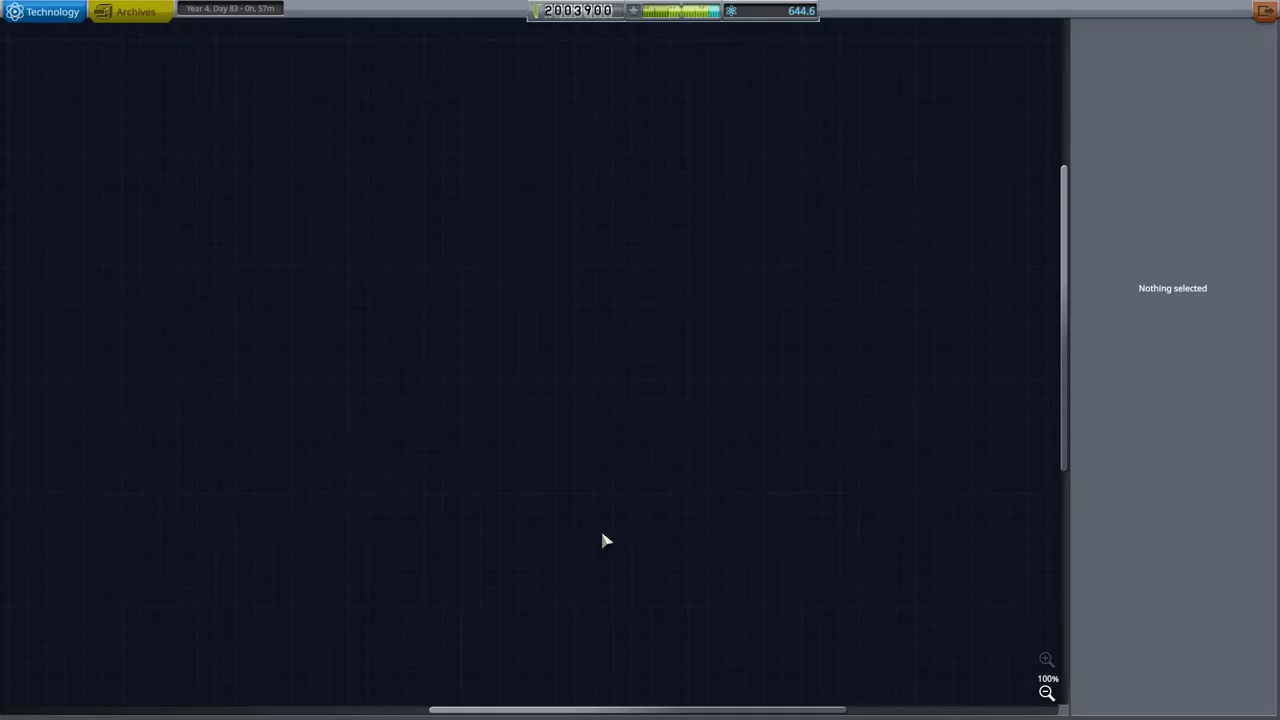 Technology
Archives
Year 4, Day 83 - 0h, 57m
2003900
644.6
Nothing selected
100%